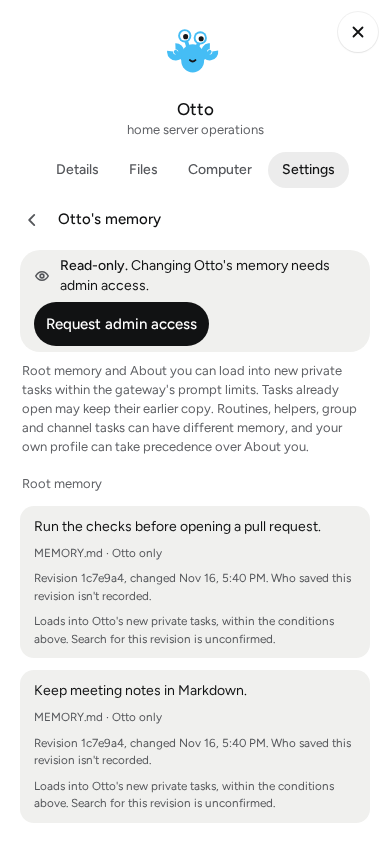 Otto
home server operations
Details Files Computer Settings
Otto's memory
Read-only. Changing Otto's memory needs
admin access.
Request admin access
Root memory and About you can load into new private
tasks within the gateway's prompt limits. Tasks already
open may keep their earlier copy. Routines, helpers, group
and channel tasks can have different memory, and your
own profile can take precedence over About you.
Root memory
Run the checks before opening a pull request.
MEMORY.md · Otto only
Revision 1c7e9a4, changed Nov 16, 5:40 PM. Who saved this
revision isn't recorded.
Loads into Otto's new private tasks, within the conditions
above. Search for this revision is unconfirmed.
Keep meeting notes in Markdown.
MEMORY.md · Otto only
Revision 1c7e9a4, changed Nov 16, 5:40 PM. Who saved this
revision isn't recorded.
Loads into Otto's new private tasks, within the conditions
above. Search for this revision is unconfirmed.